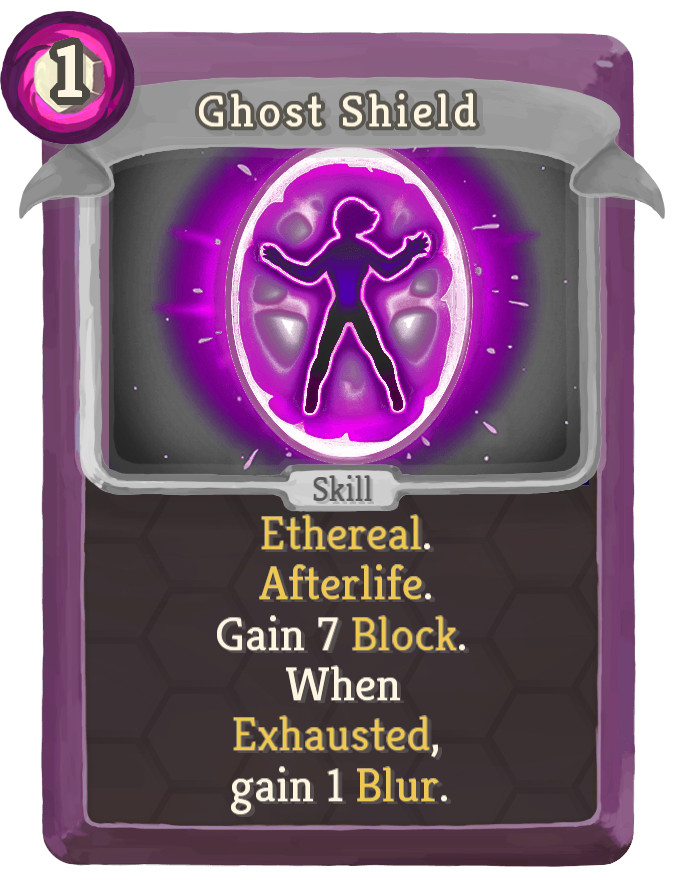 1
Ghost Shield
Skill
Ethereal.
Afterlife.
Gain 7 Block.
When
Exhausted,
gain 1 Blur.